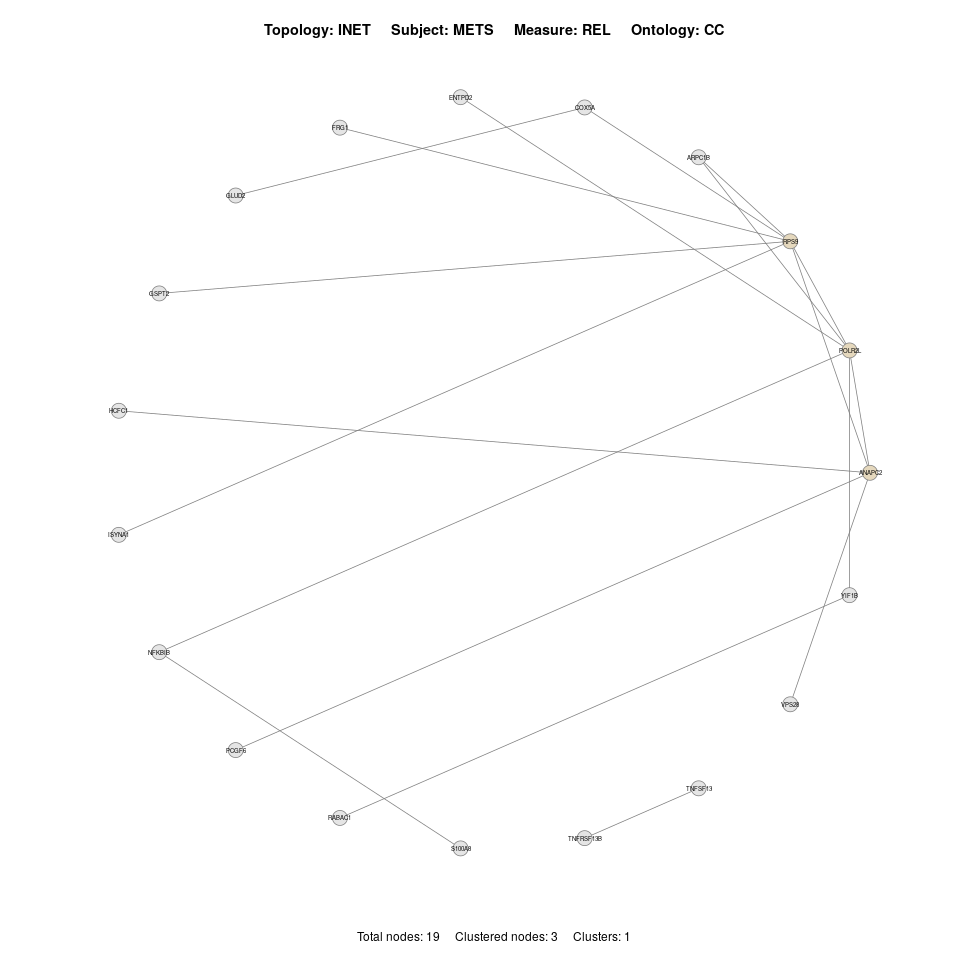 Topology: INET Subject: METS Measure: REL Ontology: CC
ENTPD2
COX5A
FRG1
ARPC1B
GLUD2
RPS9
GSPT2
POLR2L
HCFC1
ANAPC2
ISYNA1
YIF1B
NFKBIB
VPS28
PCGF6
TNFSF13
RABAC1
TNFRSF13B
S100A8
Total nodes: 19 Clustered nodes: 3 Clusters: 1